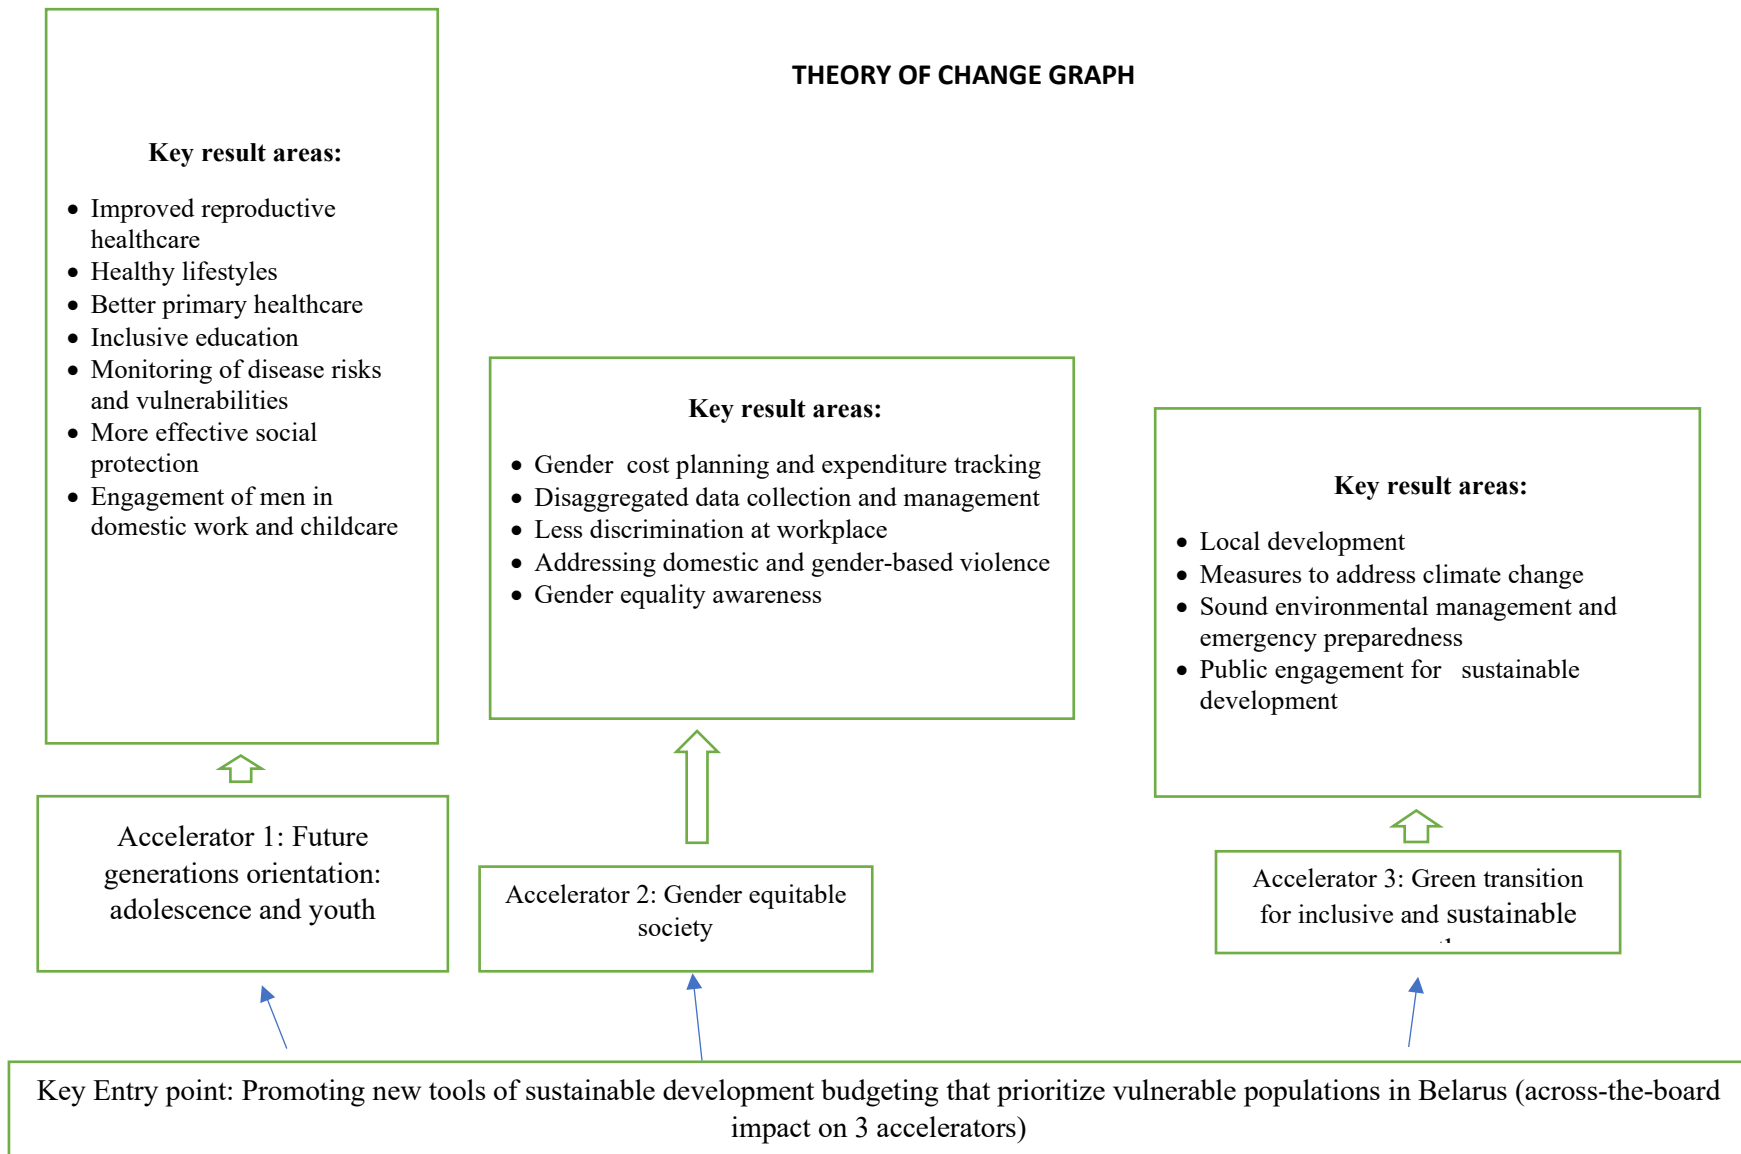 THEORY OF CHANGE GRAPH
Key result areas:
• Improved reproductive
healthcare
• Healthy lifestyles
• Better primary healthcare
• Inclusive education
• Monitoring of disease risks
and vulnerabilities
• More effective social
protection
• Engagement of men in
domestic work and childcare
Key result areas:
• Gender cost planning and expenditure tracking
• Disaggregated data collection and management
• Less discrimination at workplace
• Addressing domestic and gender-based violence
• Gender equality awareness
Key result areas:
• Local development
• Measures to address climate change
• Sound environmental management and
emergency preparedness
• Public engagement for sustainable
development
Accelerator 1: Future
generations orientation:
adolescence and youth
Accelerator 2: Gender equitable
society
Accelerator 3: Green transition
for inclusive and sustainable
Key Entry point: Promoting new tools of sustainable development budgeting that prioritize vulnerable populations in Belarus (across-the-board
impact on 3 accelerators)